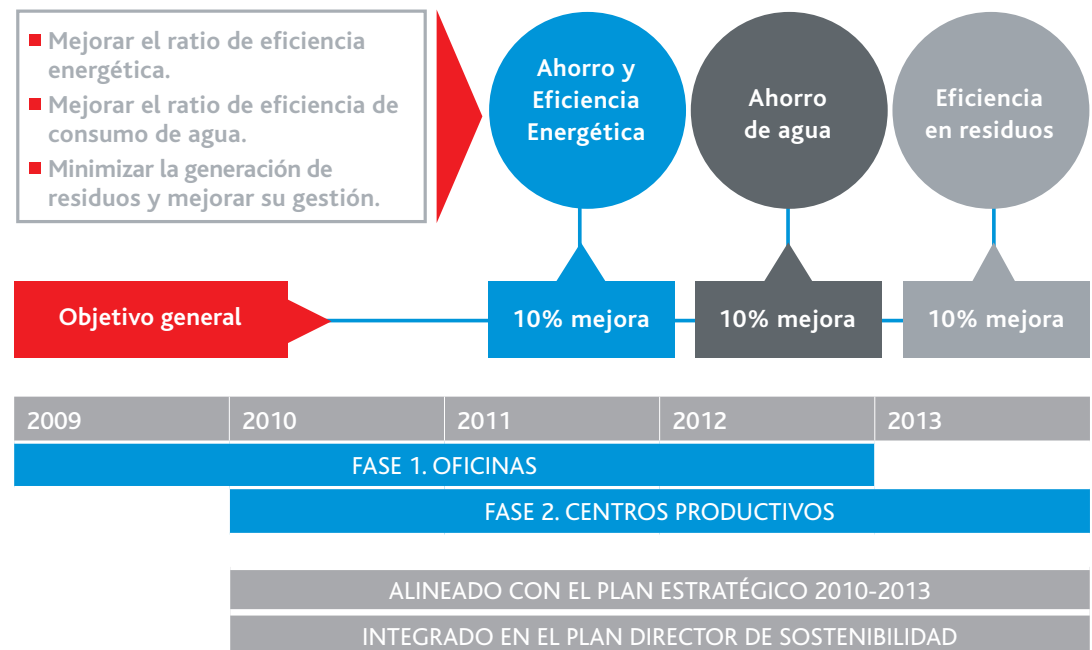 Mejorar el ratio de eficiencia
energética.
Mejorar el ratio de eficiencia de
consumo de agua.
Minimizar la generación de
residuos y mejorar su gestión.
Ahorro y
Eficiencia
Energética
Ahorro
de agua
Eficiencia
en residuos
Objetivo general
10% mejora
10% mejora
10% mejora
2009
2010
2011
2012
2013
FASE 1. OFICINAS
FASE 2. CENTROS PRODUCTIVOS
ALINEADO CON EL PLAN ESTRATÉGICO 2010-2013
INTEGRADO EN EL PLAN DIRECTOR DE SOSTENIBILIDAD